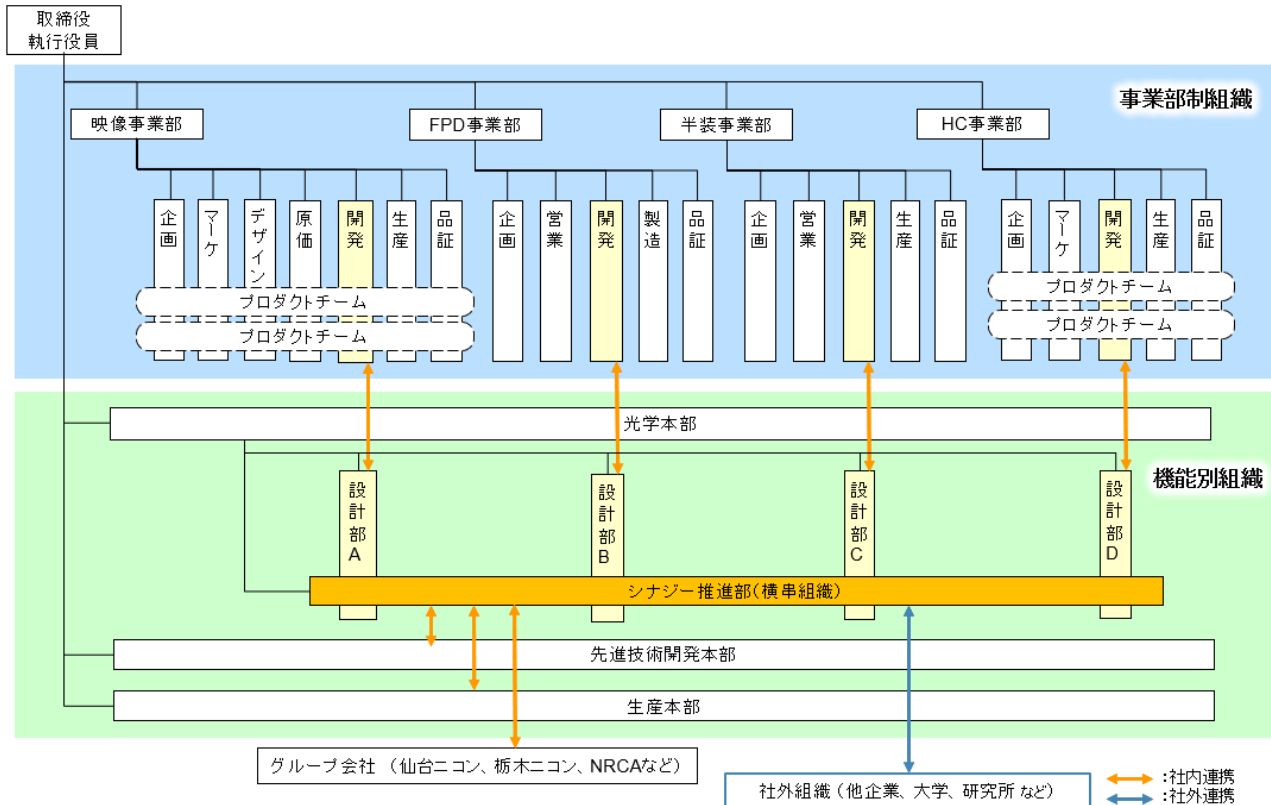 取締役
執行役員
事業部制組織
映像事業部
FPD事業部
半装事業部
HC事業部
企画
マーケ
デザイン
原価
開発
生産
品証
企画
営業
開発
製造
品証
企画
営業
開発
生産
品証
企画
マーケ
開発
生産
品証
プロダクトチーム
プロダクトチーム
プロダクトチーム
プロダクトチーム
光学本部
機能別組織
設計部A
設計部B
設計部C
設計部D
シナジー推進部(横串組織)
先進技術開発本部
生産本部
グループ会社 (仙台ニコン、栃木ニコン、NRCAなど)
社外組織(他企業、大学、研究所 など)
:社内連携
:社外連携